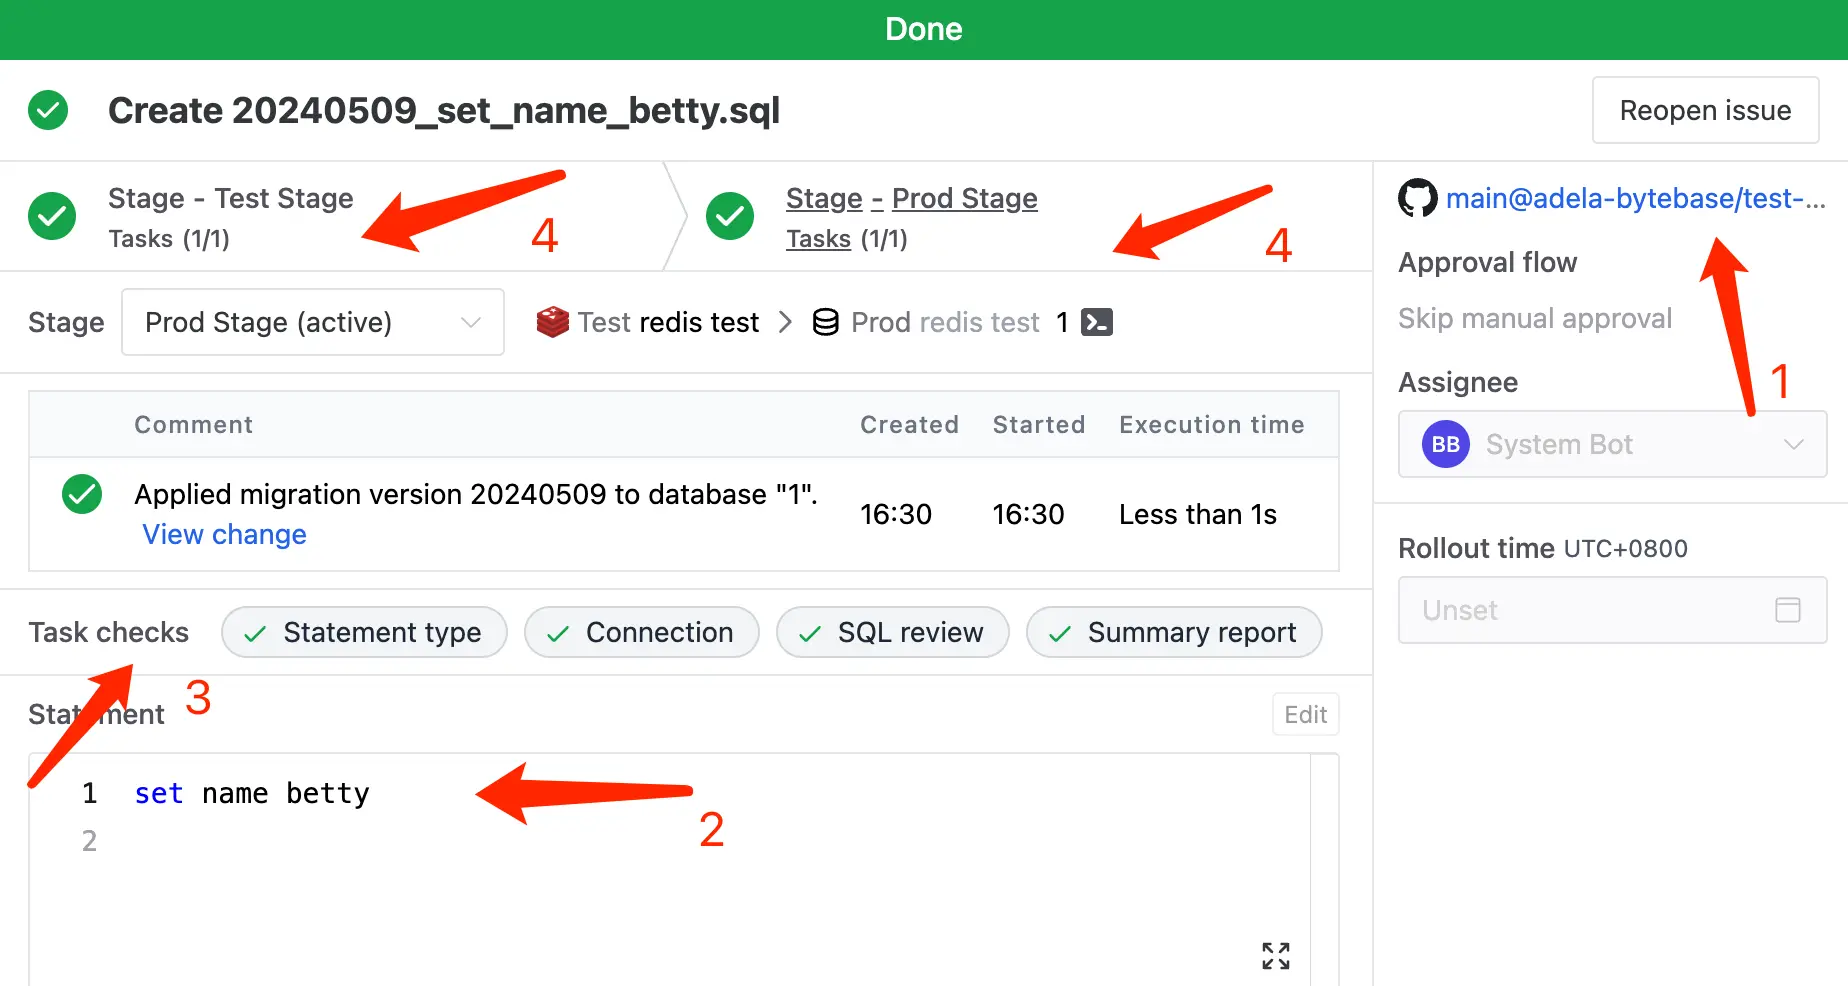 Done
Create 20240509_set_name_betty.sql
Reopen issue
Stage - Test Stage
Tasks (1/1)
4
Stage - Prod Stage
Tasks (1/1)
4
main@adela-bytebase/test-...
Approval flow
Skip manual approval
1
Assignee
BB System Bot
Rollout time UTC+0800
Unset
Stage Prod Stage (active) Test redis test > Prod redis test 1
Comment Created Started Execution time
Applied migration version 20240509 to database "1". 16:30 16:30 Less than 1s
View change
Task checks Statement type Connection SQL review Summary report
3
Statement Edit
1 set name betty
2
2